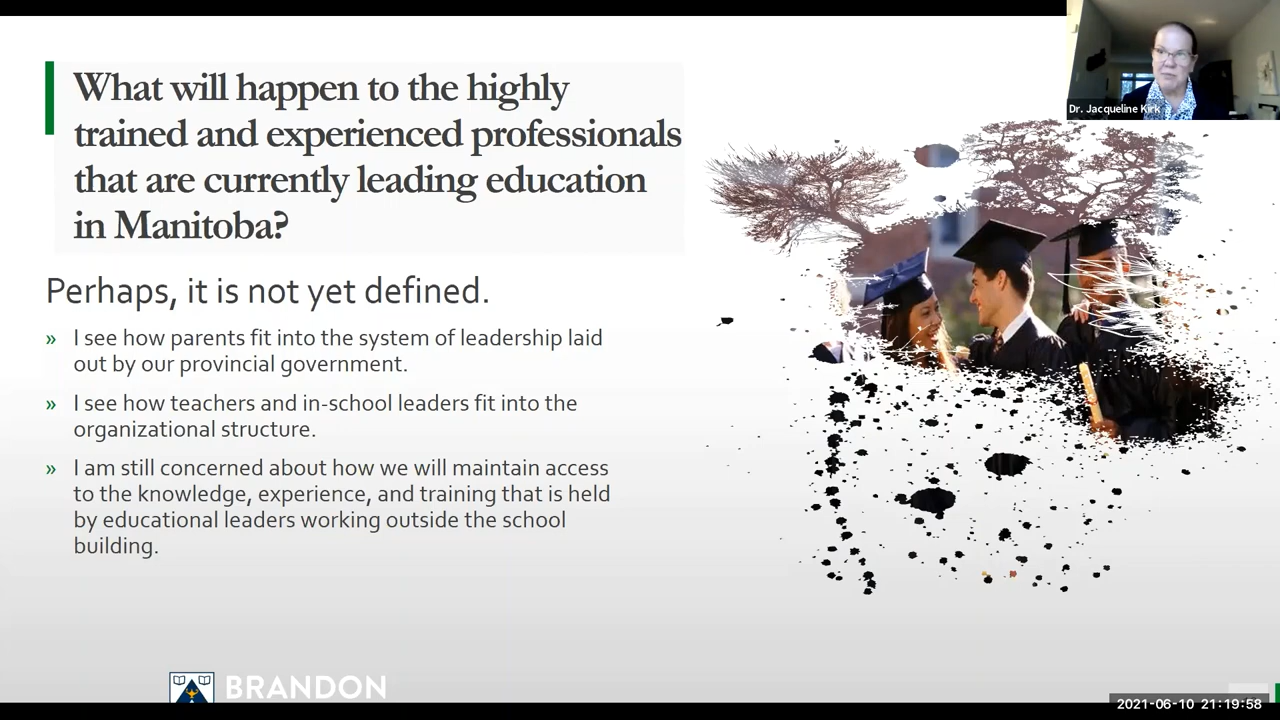 What will happen to the highly
trained and experienced professionals
that are currently leading education
in Manitoba?
Perhaps, it is not yet defined.
» I see how parents fit into the system of leadership laid
out by our provincial government.
» I see how teachers and in-school leaders fit into the
organizational structure.
» I am still concerned about how we will maintain access
to the knowledge, experience, and training that is held
by educational leaders working outside the school
building.
Dr. Jacqueline Kirk
BRANDON
2021-06-10 21:19:58